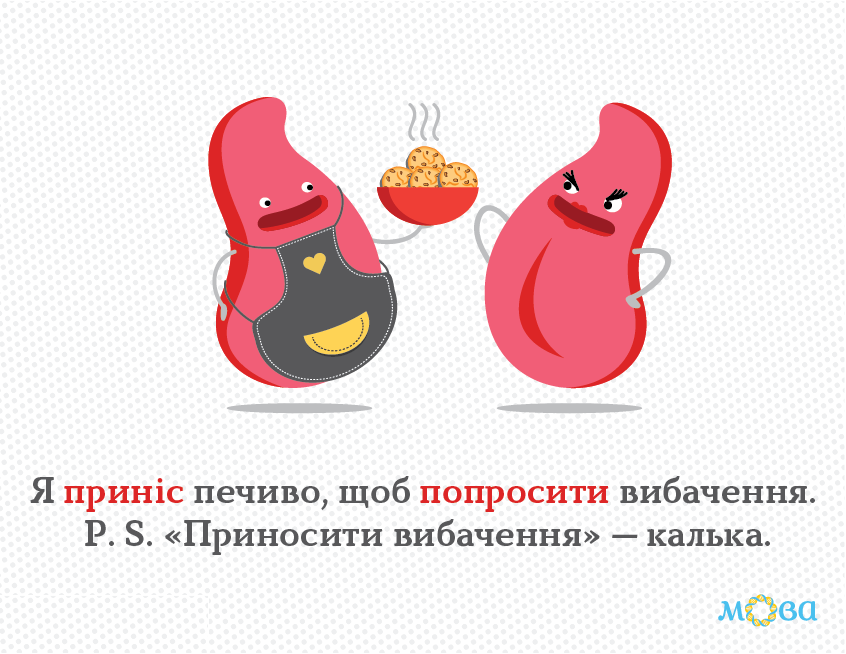 Я приніс печиво, щоб попросити вибачення.
P. S. «Приносити вибачення» — калька.
мова